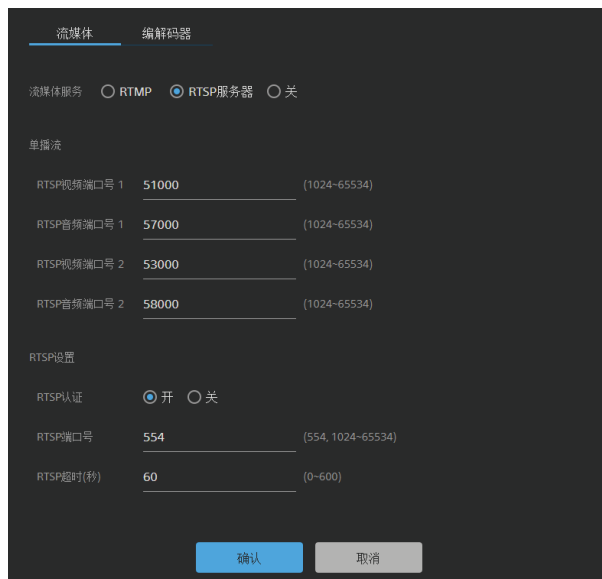 流媒体 编解码器
流媒体服务 RTMP RTSP服务器 关
单播流
RTSP视频端口号 1 51000 (1024~65534)
RTSP音频端口号 1 57000 (1024~65534)
RTSP视频端口号 2 53000 (1024~65534)
RTSP音频端口号 2 58000 (1024~65534)
RTSP设置
RTSP认证 开 关
RTSP端口号 554 (554, 1024~65534)
RTSP超时(秒) 60 (0~600)
确认 取消